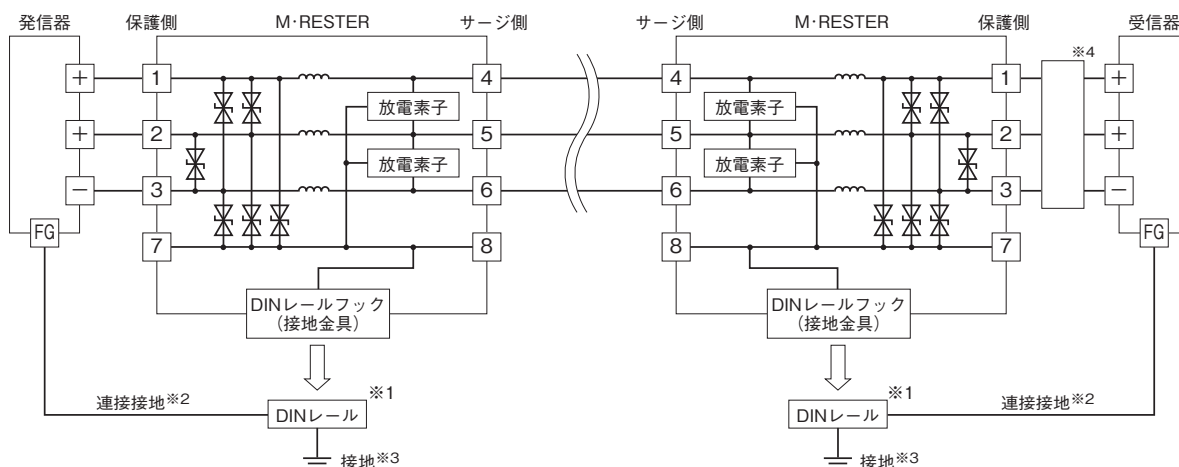 発信器 保護側 M·RESTER サージ側 サージ側 M·RESTER 保護側 受信器
※4
+ 1 4 4 1 +
放電素子 放電素子
+ 2 5 5 2 +
放電素子 放電素子
− 3 6 6 3 −
FG 7 8 8 7 FG
DINレールフック DINレールフック
(接地金具) (接地金具)
※1 ※1
連接接地※2 DINレール DINレール 連接接地※2
接地※3 接地※3